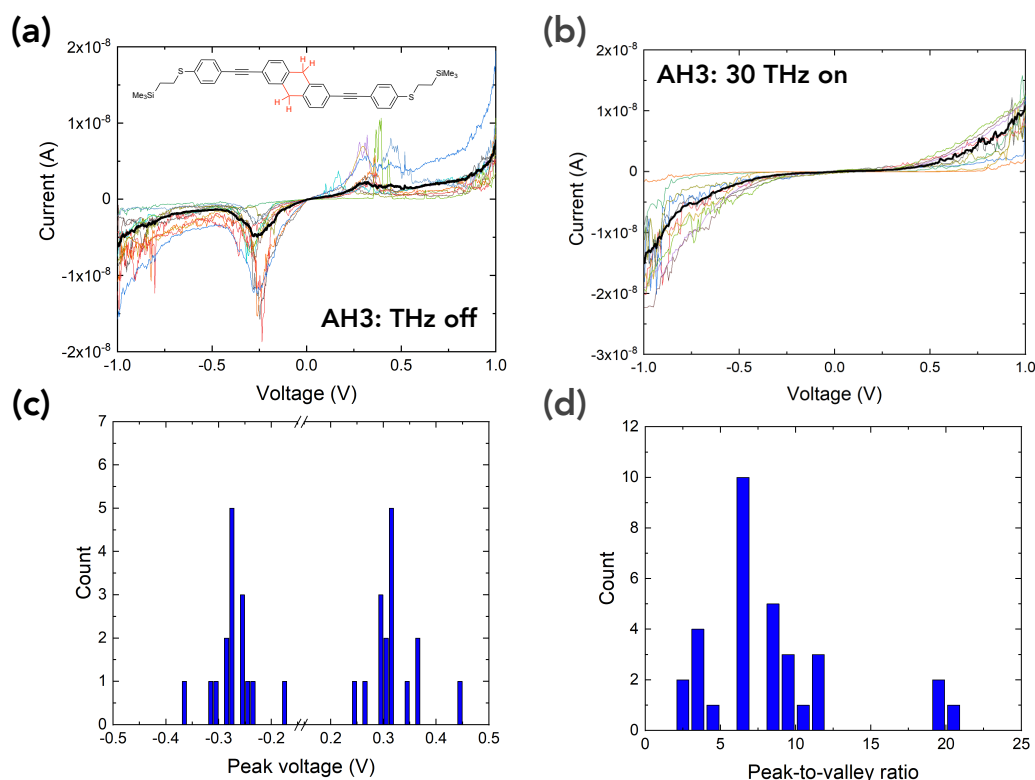 (a)
2x10⁻⁸
1x10⁻⁸
0
-1x10⁻⁸
-2x10⁻⁸
Current (A)
-1.0 -0.5 0.0 0.5 1.0
Voltage (V)
Me₃Si
S
H
H
H
H
S
SiMe₃
AH3: THz off
(b)
2x10⁻⁸
1x10⁻⁸
0
-1x10⁻⁸
-2x10⁻⁸
-3x10⁻⁸
Current (A)
-1.0 -0.5 0.0 0.5 1.0
Voltage (V)
AH3: 30 THz on
(c)
7
6
5
4
3
2
1
0
Count
-0.5 -0.3 -0.2 0.2 0.3 0.4 0.5
Peak voltage (V)
(d)
12
10
8
6
4
2
0
Count
0 5 10 15 20 25
Peak-to-valley ratio